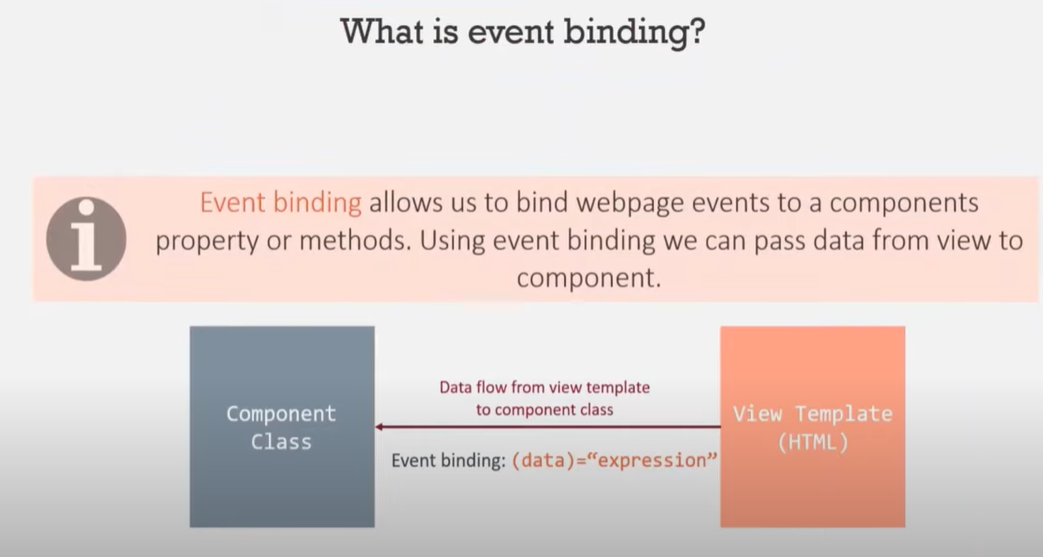 What is event binding?
Event binding allows us to bind webpage events to a components
property or methods. Using event binding we can pass data from view to
component.
Component
Class
Data flow from view template
to component class
Event binding: (data)=“expression”
View Template
(HTML)